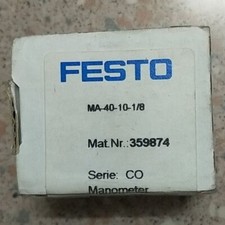 FESTO
MA-40-10-1/8
Mat.Nr.:359874
Serie: CO
Manometer